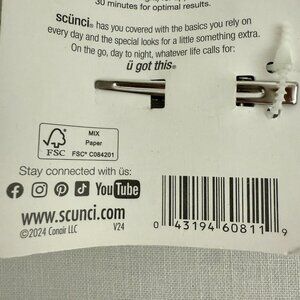 30 minutes for optimal results.
scünci® has you covered with the basics you rely on
every day and the special looks for a little something extra.
On the go, day to night, whatever life calls for:
ü got this.®
FSC
MIX
Paper
FSC® C084201
Stay connected with üs:
YouTube
www.scunci.com
©2024 Conair LLC V24
0 43194 60811 9